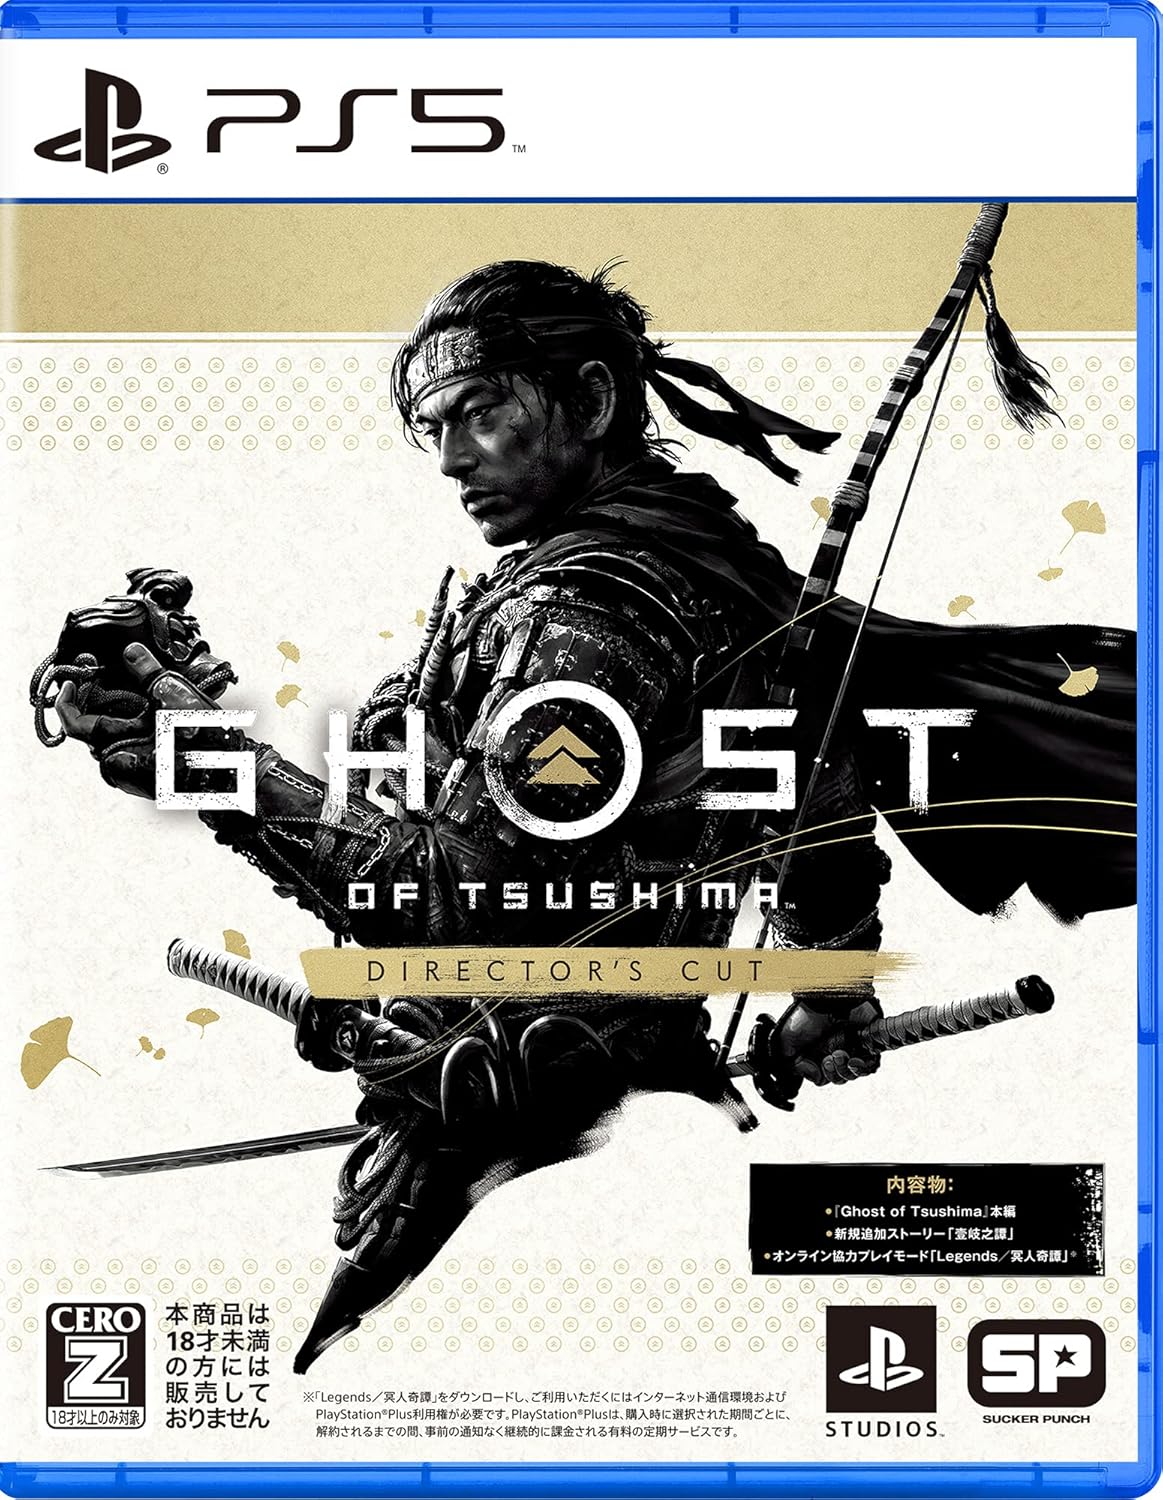 PS5™
GHOST
OF TSUSHIMA™
DIRECTOR'S CUT
内容物:
•『Ghost of Tsushima』本編
•新規追加ストーリー「壹岐之譚」
•オンライン協力プレイモード「Legends/冥人奇譚」※
CERO
Z
18才以上のみ対象
本商品は
18才未満
の方には
販売して
おりません
※「Legends/冥人奇譚」をダウンロードし、ご利用いただくにはインターネット通信環境および
PlayStation®Plus利用権が必要です。PlayStation®Plusは、購入時に選択された期間ごとに、
解約されるまでの間、事前の通知なく継続的に課金される有料の定期サービスです。
STUDIOS™
SP
SUCKER PUNCH